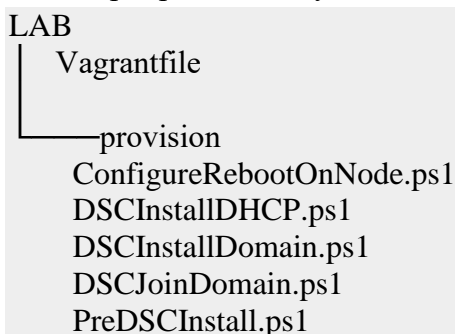 LAB
Vagrantfile
provision
ConfigureRebootOnNode.ps1
DSCInstallDHCP.ps1
DSCInstallDomain.ps1
DSCJoinDomain.ps1
PreDSCInstall.ps1